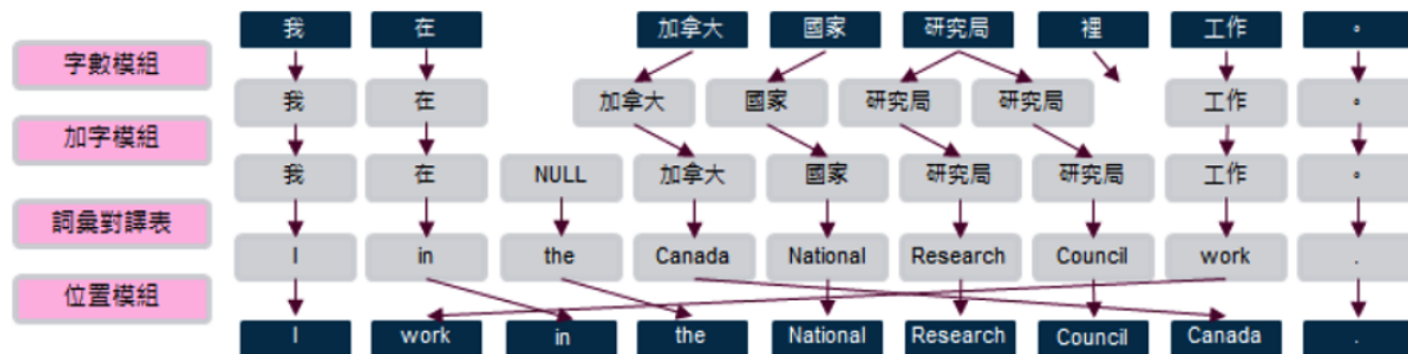 我 在 加拿大 國家 研究局 裡 工作 。
字數模組
我 在 加拿大 國家 研究局 研究局 工作 。
加字模組
我 在 NULL 加拿大 國家 研究局 研究局 工作 。
詞彙對譯表
I in the Canada National Research Council work .
位置模組
I work in the National Research Council Canada .